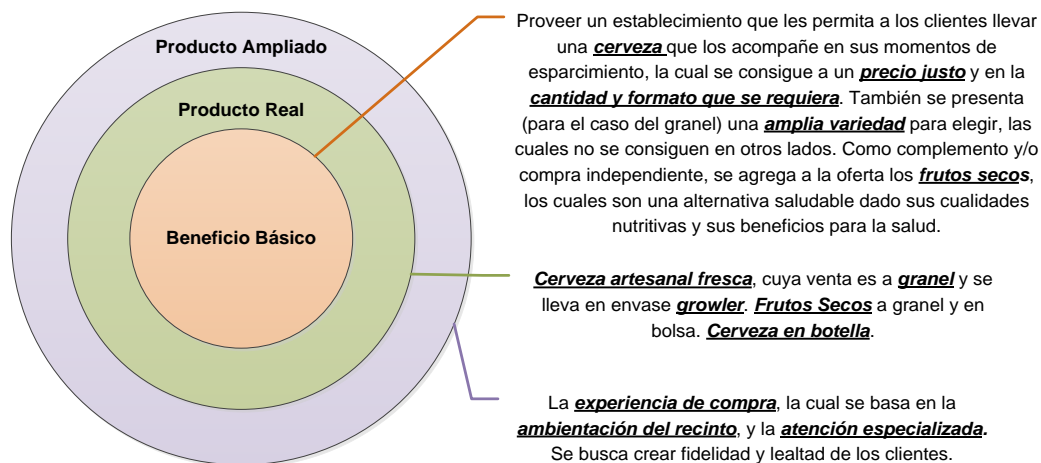 Producto Ampliado
Producto Real
Beneficio Básico
Proveer un establecimiento que les permita a los clientes llevar
una cerveza que los acompañe en sus momentos de
esparcimiento, la cual se consigue a un precio justo y en la
cantidad y formato que se requiera. También se presenta
(para el caso del granel) una amplia variedad para elegir, las
cuales no se consiguen en otros lados. Como complemento y/o
compra independiente, se agrega a la oferta los frutos secos,
los cuales son una alternativa saludable dado sus cualidades
nutritivas y sus beneficios para la salud.
Cerveza artesanal fresca, cuya venta es a granel y se
lleva en envase growler. Frutos Secos a granel y en
bolsa. Cerveza en botella.
La experiencia de compra, la cual se basa en la
ambientación del recinto, y la atención especializada.
Se busca crear fidelidad y lealtad de los clientes.